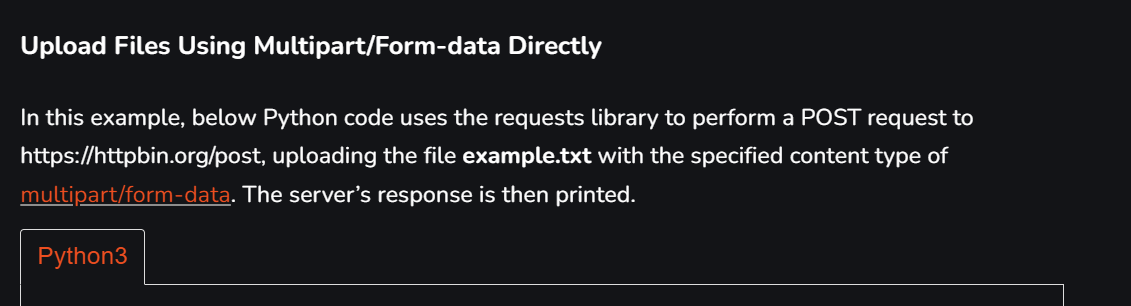 Upload Files Using Multipart/Form-data Directly
In this example, below Python code uses the requests library to perform a POST request to
https://httpbin.org/post, uploading the file example.txt with the specified content type of
multipart/form-data. The server’s response is then printed.
Python3